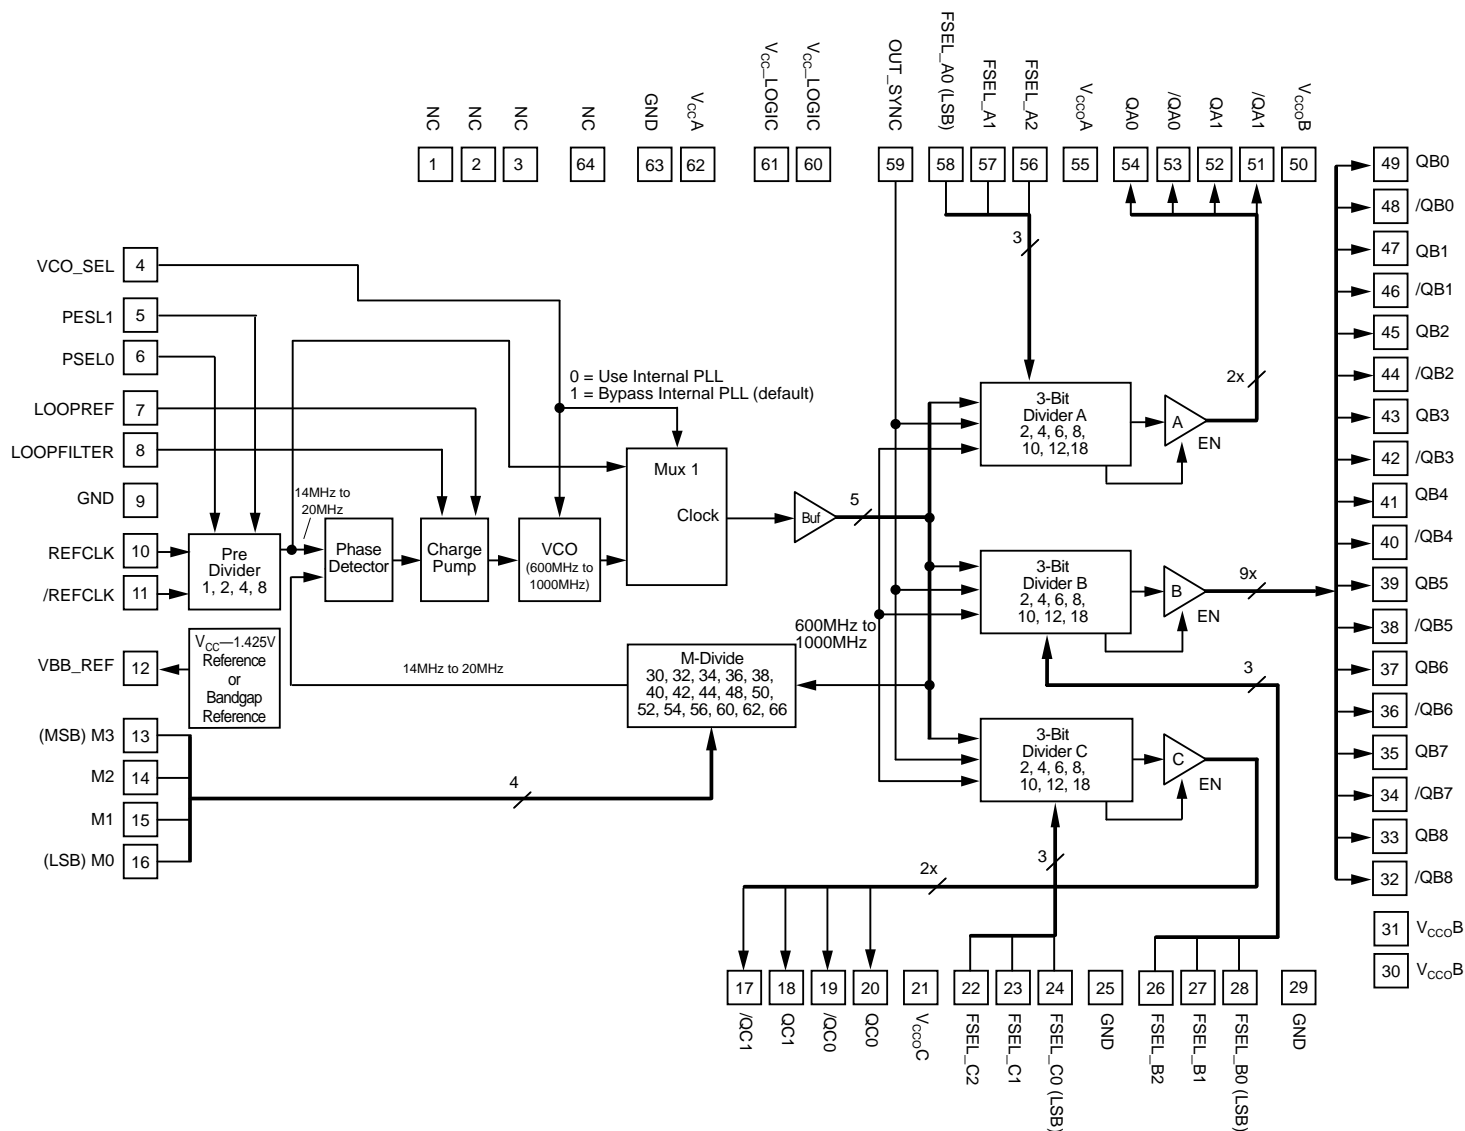 NC
NC
NC
NC
GND
VCCA
VCC_LOGIC
VCC_LOGIC
OUT_SYNC
FSEL_A0 (LSB)
FSEL_A1
FSEL_A2
VCCOA
QA0
/QA0
QA1
/QA1
VCCOB
1
2
3
64
63
62
61
60
59
58
57
56
55
54
53
52
51
50
49 QB0
48 /QB0
47 QB1
46 /QB1
45 QB2
44 /QB2
43 QB3
42 /QB3
41 QB4
40 /QB4
39 QB5
38 /QB5
37 QB6
36 /QB6
35 QB7
34 /QB7
33 QB8
32 /QB8
31 VCCOB
30 VCCOB
VCO_SEL 4
PESL1 5
PSEL0 6
LOOPREF 7
LOOPFILTER 8
GND 9
REFCLK 10
/REFCLK 11
VBB_REF 12
(MSB) M3 13
M2 14
M1 15
(LSB) M0 16
3
0 = Use Internal PLL
1 = Bypass Internal PLL (default)
14MHz to
20MHz
Pre
Divider
1, 2, 4, 8
Phase
Detector
Charge
Pump
VCO
(600MHz to
1000MHz)
Mux 1
Clock
Buf
5
3-Bit
Divider A
2, 4, 6, 8,
10, 12,18
A
EN
2x
3-Bit
Divider B
2, 4, 6, 8,
10, 12, 18
B
EN
9x
3
600MHz to
1000MHz
VCC—1.425V
Reference
or
Bandgap
Reference
14MHz to 20MHz
M-Divide
30, 32, 34, 36, 38,
40, 42, 44, 48, 50,
52, 54, 56, 60, 62, 66
4
3-Bit
Divider C
2, 4, 6, 8,
10, 12, 18
C
EN
3
2x
17
18
19
20
21
22
23
24
25
26
27
28
29
/QC1
QC1
/QC0
QC0
VCCOC
FSEL_C2
FSEL_C1
FSEL_C0 (LSB)
GND
FSEL_B2
FSEL_B1
FSEL_B0 (LSB)
GND